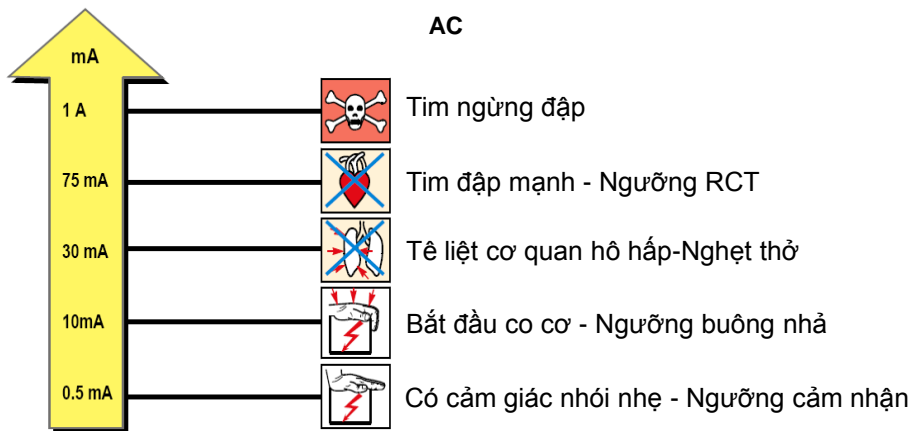 AC
mA
1 A
Tim ngừng đập
75 mA
Tim đập mạnh - Ngưỡng RCT
30 mA
Tê liệt cơ quan hô hấp-Nghẹt thở
10mA
Bắt đầu co cơ - Ngưỡng buông nhả
0.5 mA
Có cảm giác nhói nhẹ - Ngưỡng cảm nhận